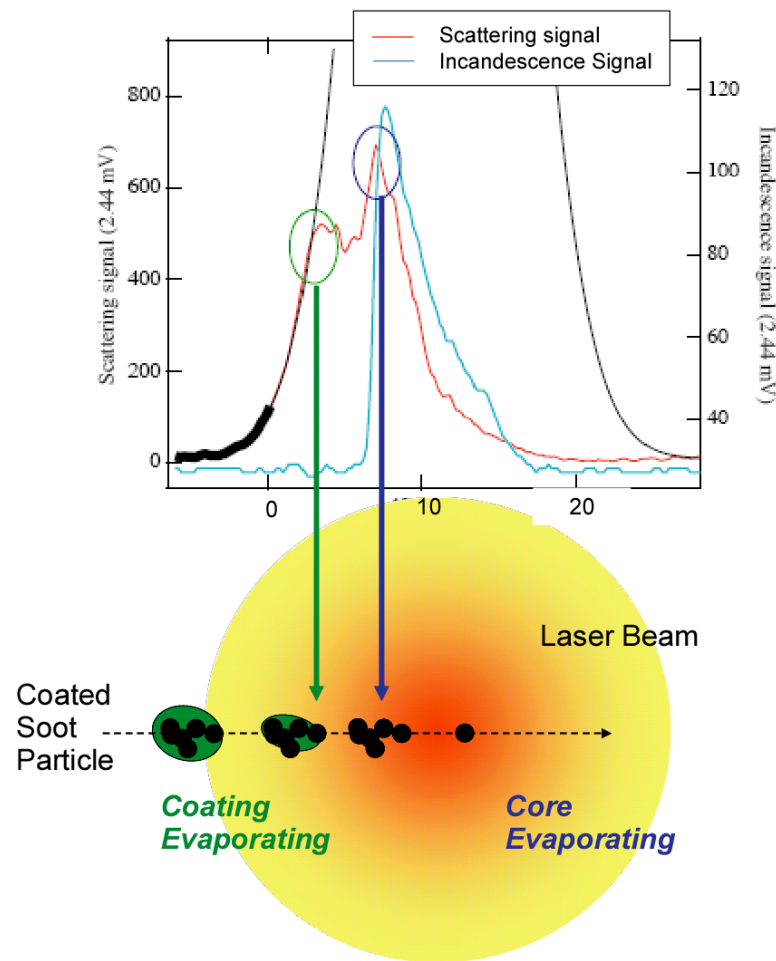 Scattering signal
Incandescence Signal
800
600
400
200
0
Scattering signal (2.44 mV)
120
100
80
60
40
Incandescence signal (2.44 mV)
0
10
20
Laser Beam
Coated
Soot
Particle
Coating
Evaporating
Core
Evaporating